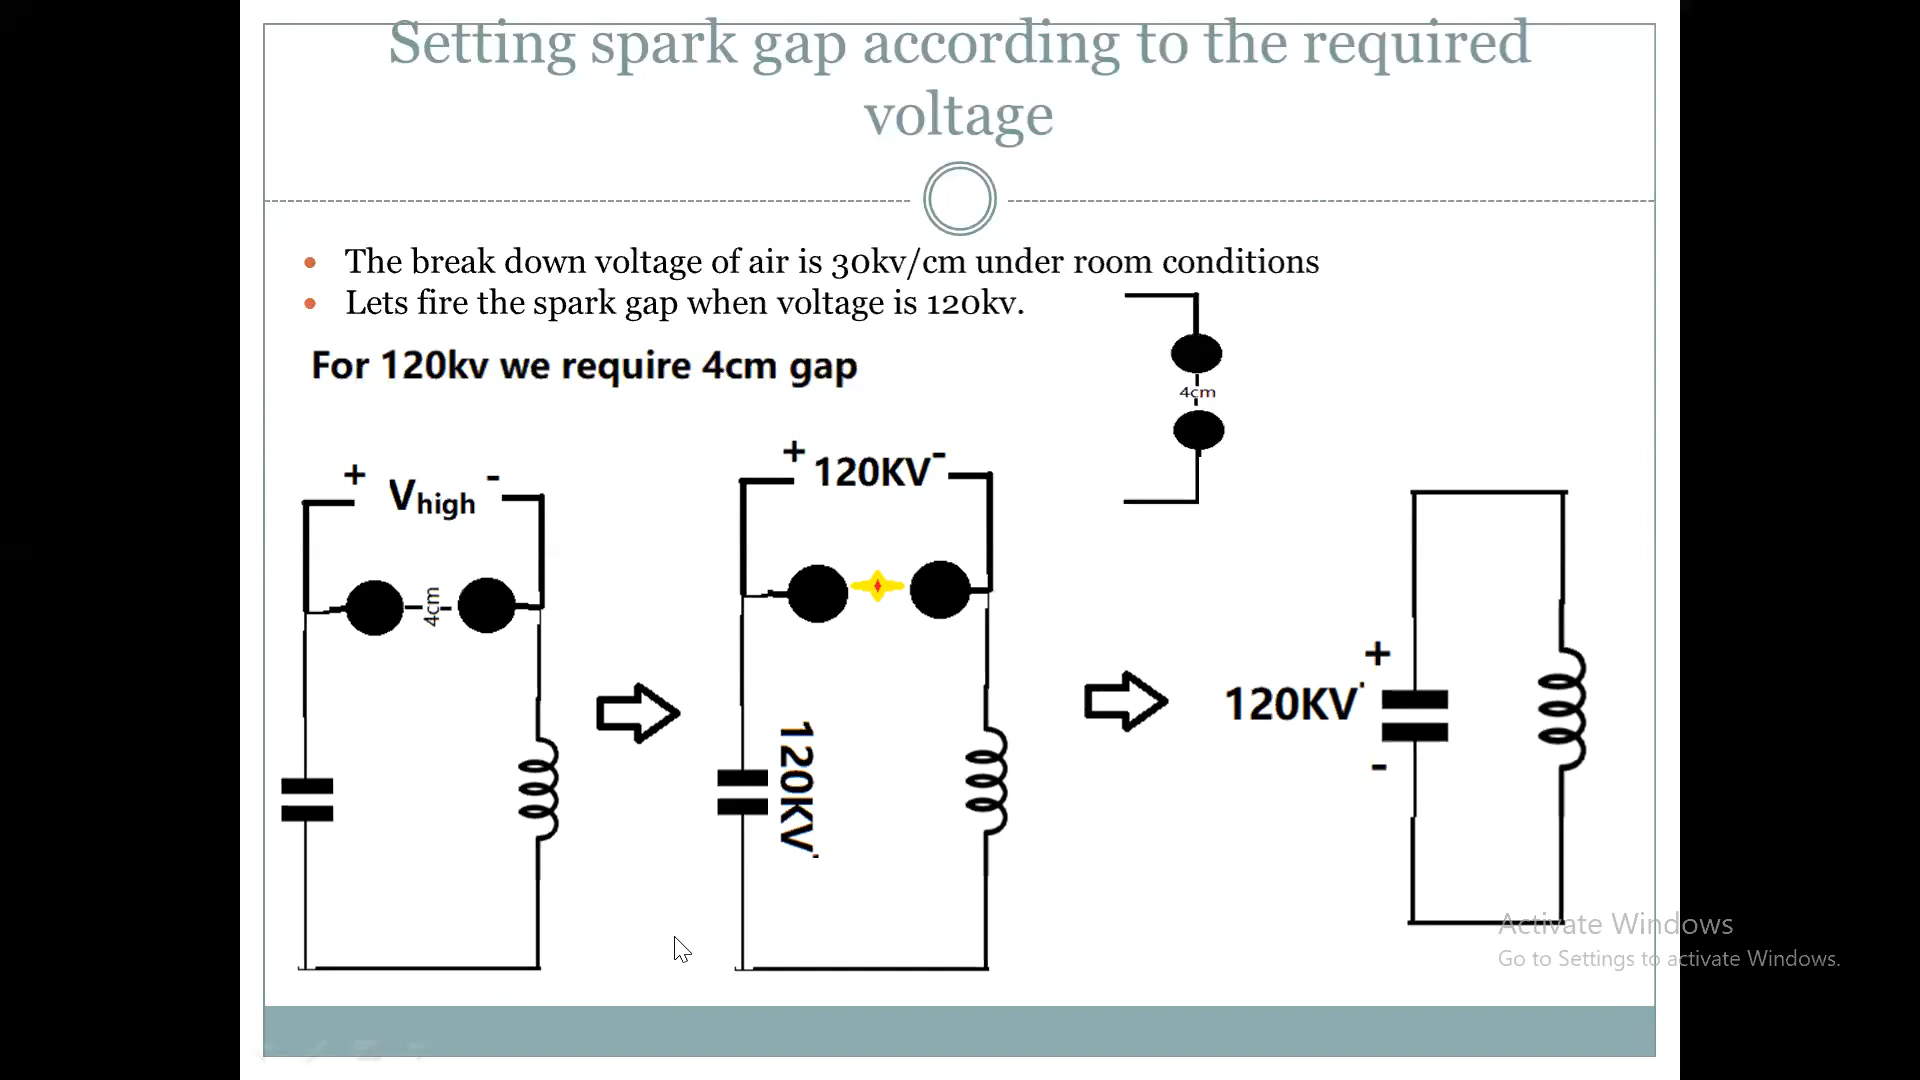 Setting spark gap according to the required
voltage
• The break down voltage of air is 30kv/cm under room conditions
• Lets fire the spark gap when voltage is 120kv.
For 120kv we require 4cm gap
4cm
+ Vhigh -
4cm
+ 120KV -
120KV
+
120KV
-
Activate Windows
Go to Settings to activate Windows.